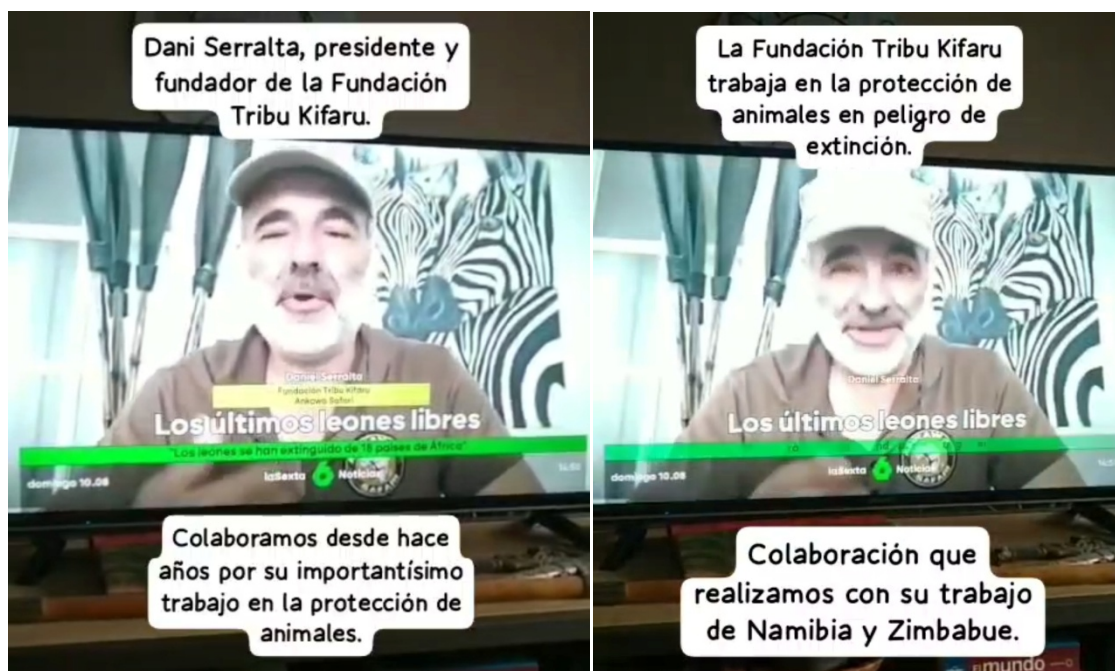 Dani Serralta, presidente y
fundador de la Fundación
Tribu Kifaru.
Daniel Serralta
Fundación Tribu Kifaru
Ankawa Safari
Los últimos leones libres
"Los leones se han extinguido de 18 países de África"
laSexta 6 Noticias
domingo 10.08
Colaboramos desde hace
años por su importantísimo
trabajo en la protección de
animales.
La Fundación Tribu Kifaru
trabaja en la protección de
animales en peligro de
extinción.
Daniel Serralta
Los últimos leones libres
laSexta 6 Noticias
domingo 10.08
Colaboración que
realizamos con su trabajo
de Namibia y Zimbabue.
ELmundo